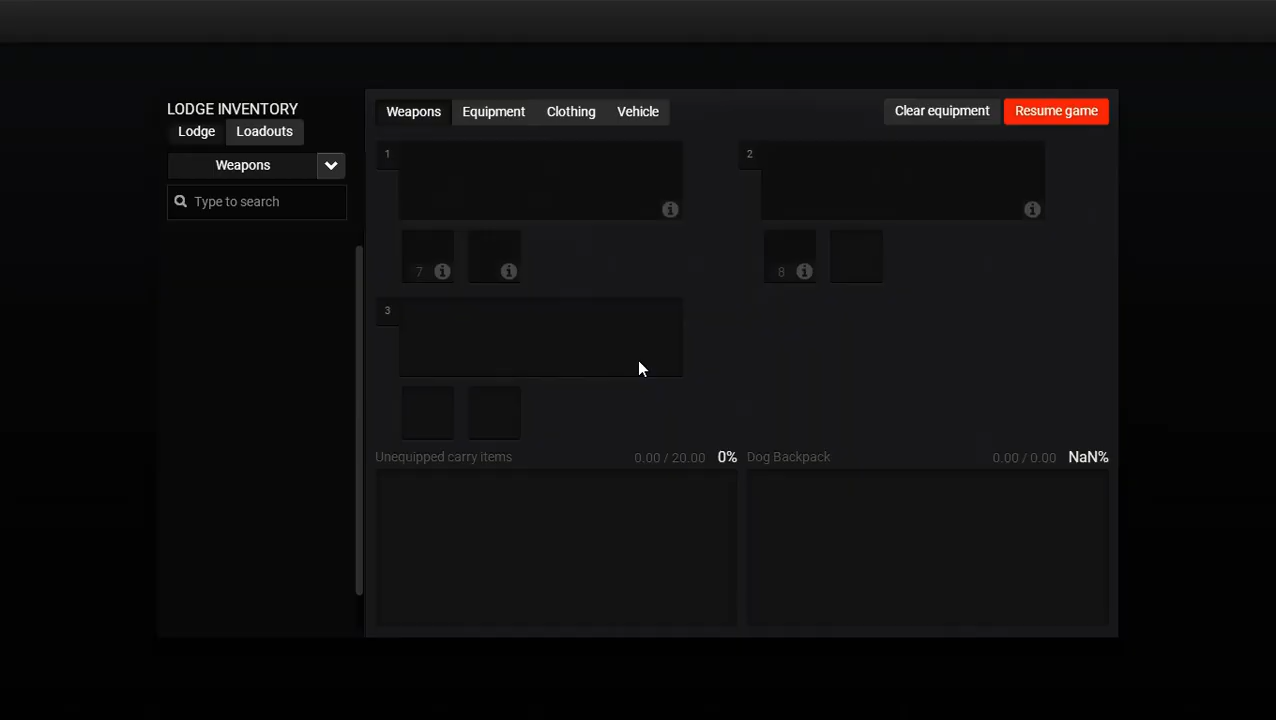 LODGE INVENTORY
Lodge Loadouts
Weapons
Type to search
Weapons Equipment Clothing Vehicle Clear equipment Resume game
1 2
7 8
3
Unequipped carry items 0.00 / 20.00 0% Dog Backpack 0.00 / 0.00 NaN%